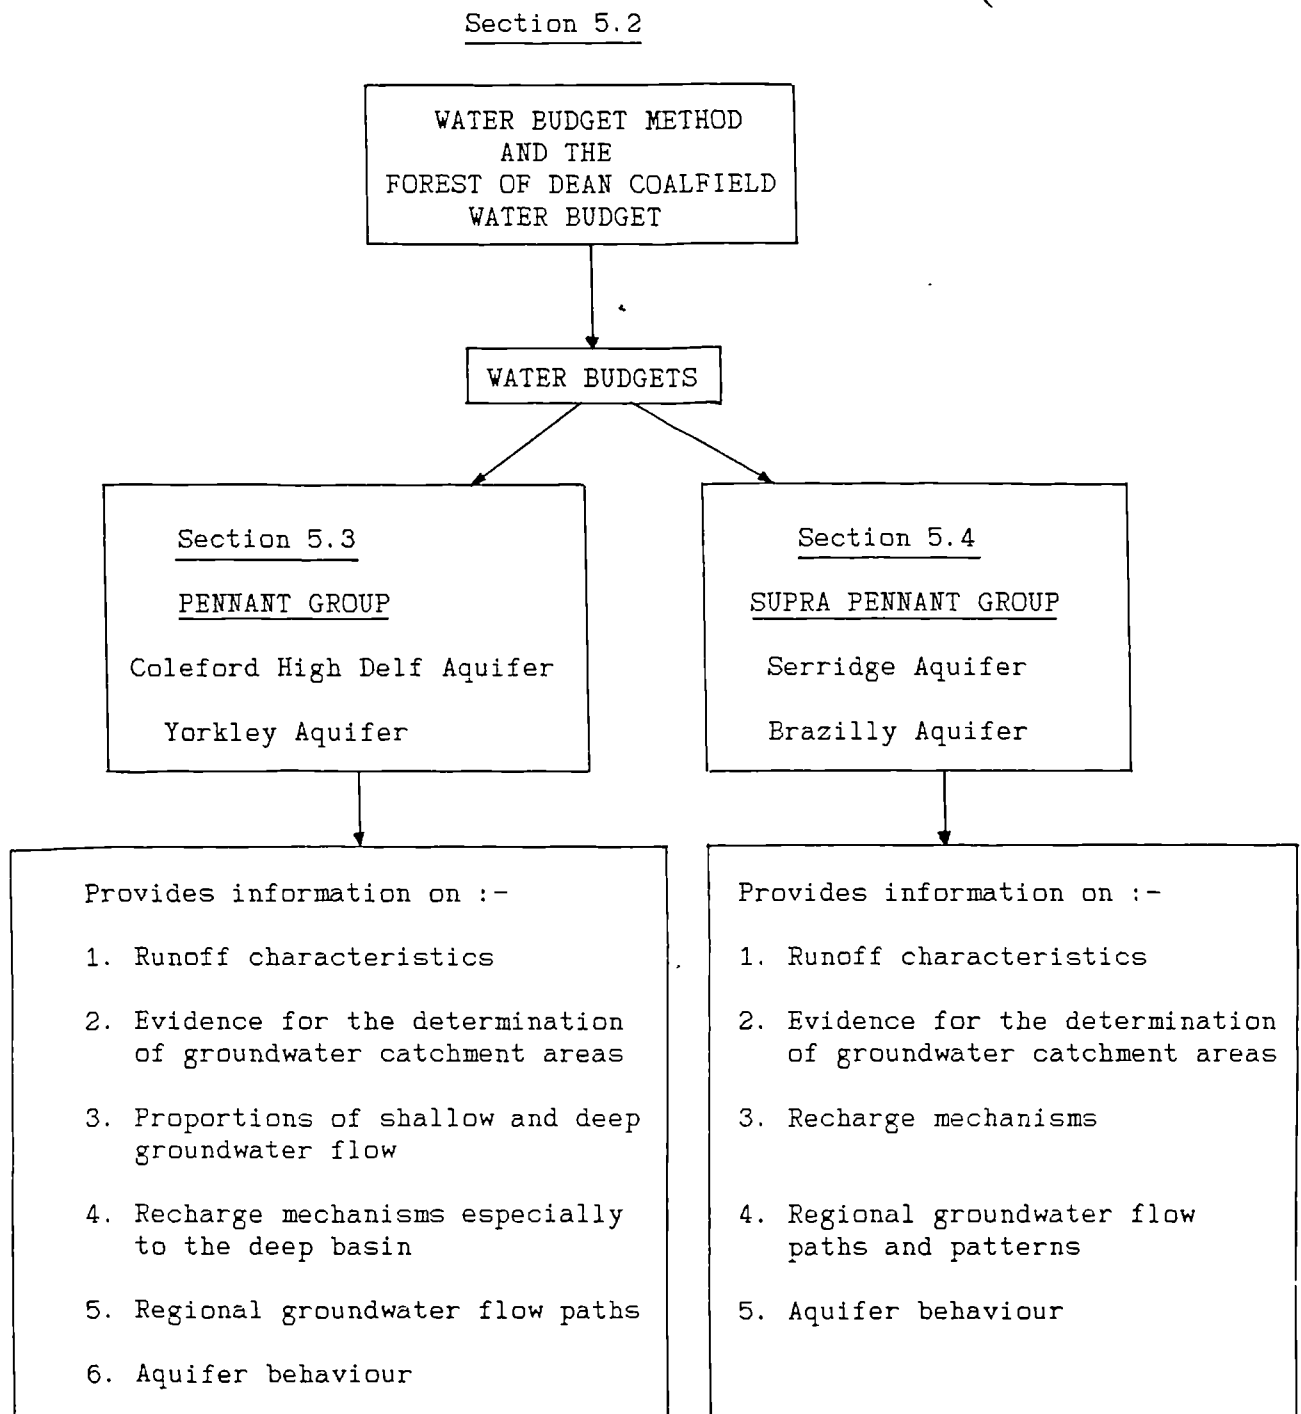 Section 5.2
WATER BUDGET METHOD
AND THE
FOREST OF DEAN COALFIELD
WATER BUDGET
WATER BUDGETS
Section 5.3
PENNANT GROUP
Coleford High Delf Aquifer
Yorkley Aquifer
Section 5.4
SUPRA PENNANT GROUP
Serridge Aquifer
Brazilly Aquifer
Provides information on :-
1. Runoff characteristics
2. Evidence for the determination
of groundwater catchment areas
3. Proportions of shallow and deep
groundwater flow
4. Recharge mechanisms especially
to the deep basin
5. Regional groundwater flow paths
6. Aquifer behaviour
Provides information on :-
1. Runoff characteristics
2. Evidence for the determination
of groundwater catchment areas
3. Recharge mechanisms
4. Regional groundwater flow
paths and patterns
5. Aquifer behaviour